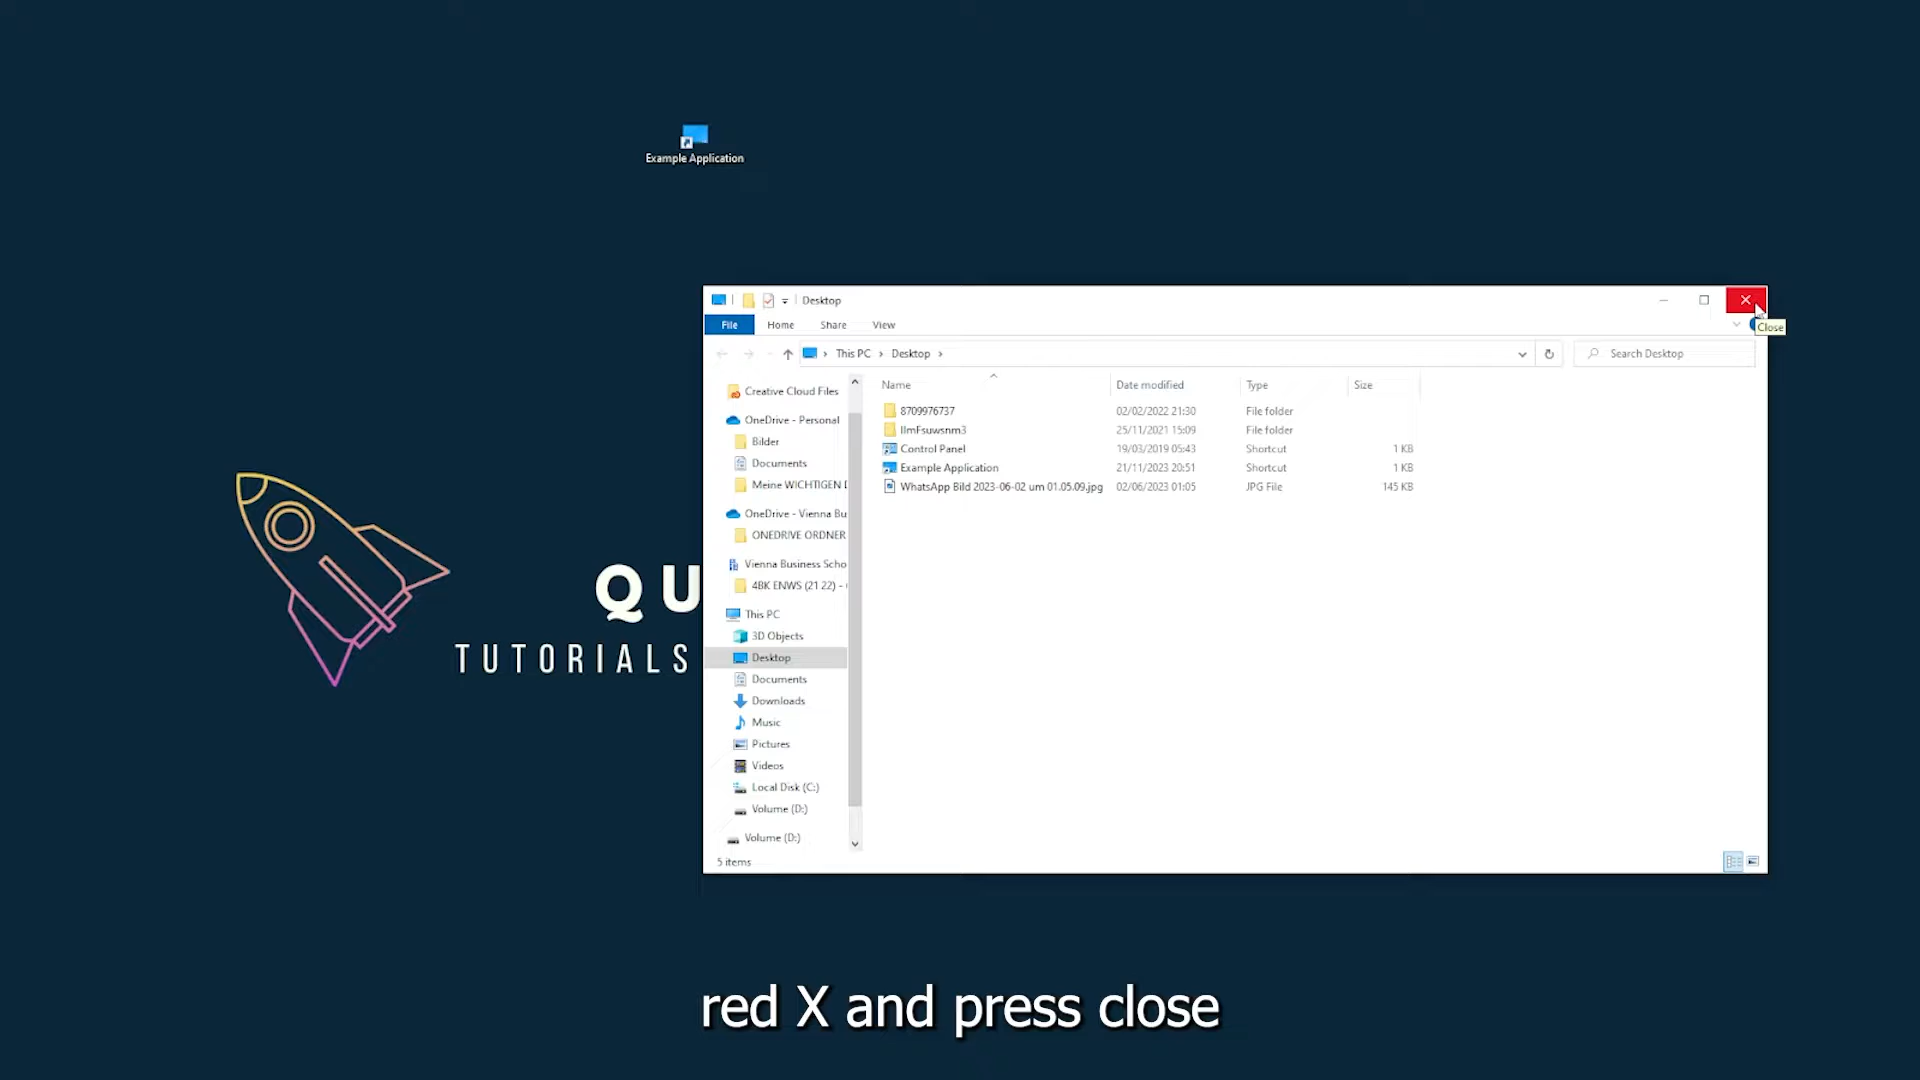 Example Application
Desktop
File Home Share View
Close
This PC Desktop
Search Desktop
Name Date modified Type Size
8709976737 02/02/2022 21:30 File folder
25/11/2021 15:09 File folder
Control Panel 19/03/2019 05:43 Shortcut 1 KB
Example Application 21/11/2023 20:51 Shortcut 1 KB
WhatsApp Bild 2023-06-02 um 01.05.09.jpg 02/06/2023 01:05 JPG File 145 KB
Creative Cloud Files
OneDrive - Personal
Bilder
Documents
Meine WICHTIGEN
OneDrive - Vienna Bu
ONEDRIVE ORDNER
Vienna Business Scho
4BK ENWS (21 22) -
This PC
3D Objects
Desktop
Documents
Downloads
Music
Pictures
Videos
Local Disk (C:)
Volume (D:)
Volume (D:)
5 items
QU
TUTORIALS
red X and press close